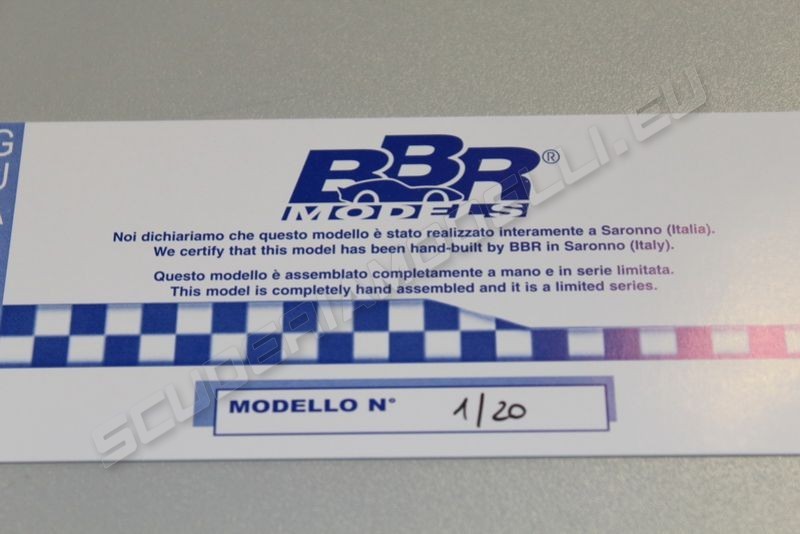 G
U
A
BBR®
MODELS
Noi dichiariamo che questo modello è stato realizzato interamente a Saronno (Italia).
We certify that this model has been hand-built by BBR in Saronno (Italy).
Questo modello è assemblato completamente a mano e in serie limitata.
This model is completely hand assembled and it is a limited series.
MODELLO N° 1/20
SCUDERIAMODELLI.EU